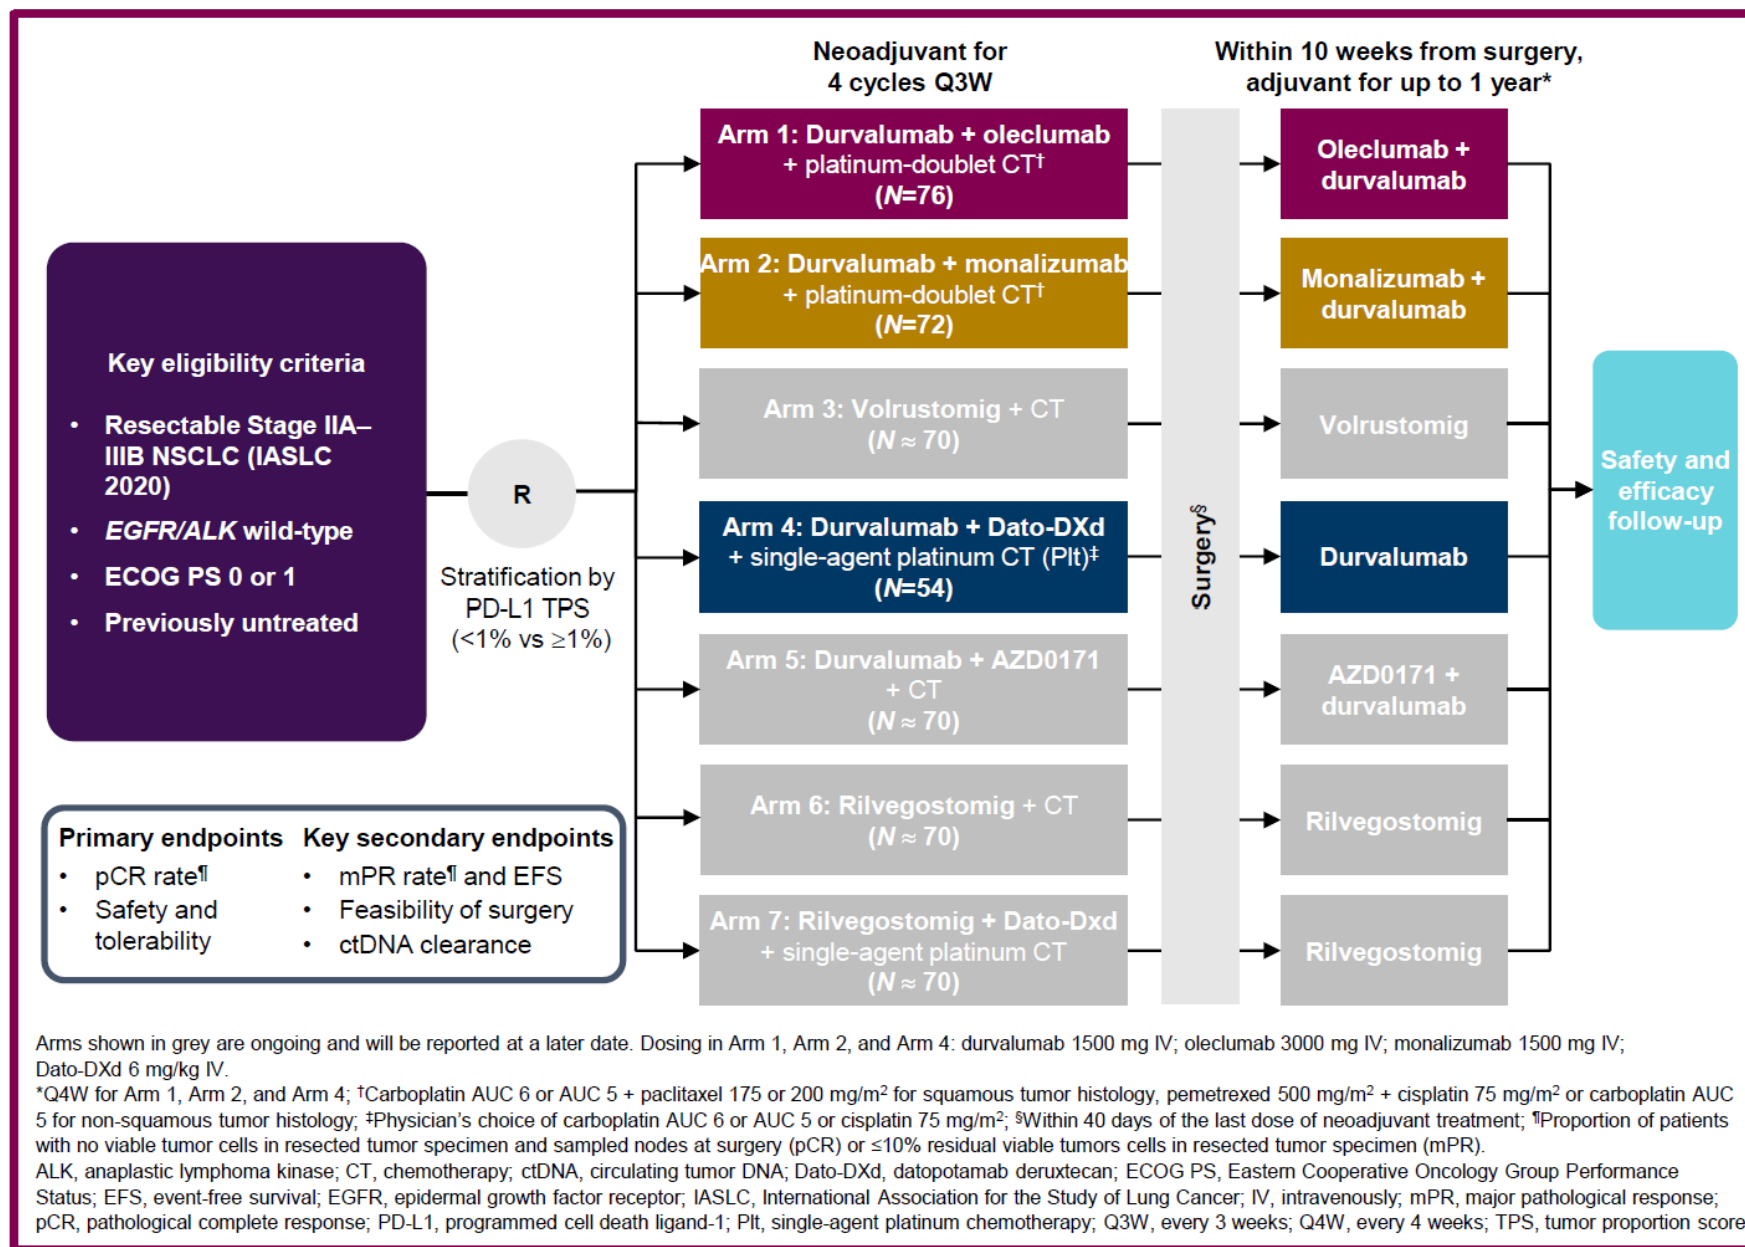 Neoadjuvant for
4 cycles Q3W
Within 10 weeks from surgery,
adjuvant for up to 1 year*
Key eligibility criteria
• Resectable Stage IIA–
IIIB NSCLC (IASLC
2020)
• EGFR/ALK wild-type
• ECOG PS 0 or 1
• Previously untreated
R
Stratification by
PD-L1 TPS
(<1% vs ≥1%)
Arm 1: Durvalumab + oleclumab
+ platinum-doublet CT†
(N=76)
Arm 2: Durvalumab + monalizumab
+ platinum-doublet CT†
(N=72)
Arm 3: Volrustomig + CT
(N ≈ 70)
Arm 4: Durvalumab + Dato-DXd
+ single-agent platinum CT (Plt)‡
(N=54)
Arm 5: Durvalumab + AZD0171
+ CT
(N ≈ 70)
Arm 6: Rilvegostomig + CT
(N ≈ 70)
Arm 7: Rilvegostomig + Dato-Dxd
+ single-agent platinum CT
(N ≈ 70)
Surgery§
Oleclumab +
durvalumab
Monalizumab +
durvalumab
Volrustomig
Durvalumab
AZD0171 +
durvalumab
Rilvegostomig
Rilvegostomig
Safety and
efficacy
follow-up
Primary endpoints
• pCR rate¶
• Safety and
tolerability
Key secondary endpoints
• mPR rate¶ and EFS
• Feasibility of surgery
• ctDNA clearance
Arms shown in grey are ongoing and will be reported at a later date. Dosing in Arm 1, Arm 2, and Arm 4: durvalumab 1500 mg IV; oleclumab 3000 mg IV; monalizumab 1500 mg IV;
Dato-DXd 6 mg/kg IV.
*Q4W for Arm 1, Arm 2, and Arm 4; †Carboplatin AUC 6 or AUC 5 + paclitaxel 175 or 200 mg/m² for squamous tumor histology, pemetrexed 500 mg/m² + cisplatin 75 mg/m² or carboplatin AUC
5 for non-squamous tumor histology; ‡Physician's choice of carboplatin AUC 6 or AUC 5 or cisplatin 75 mg/m²; §Within 40 days of the last dose of neoadjuvant treatment; ¶Proportion of patients
with no viable tumor cells in resected tumor specimen and sampled nodes at surgery (pCR) or ≤10% residual viable tumors cells in resected tumor specimen (mPR).
ALK, anaplastic lymphoma kinase; CT, chemotherapy; ctDNA, circulating tumor DNA; Dato-DXd, datopotamab deruxtecan; ECOG PS, Eastern Cooperative Oncology Group Performance
Status; EFS, event-free survival; EGFR, epidermal growth factor receptor; IASLC, International Association for the Study of Lung Cancer; IV, intravenously; mPR, major pathological response;
pCR, pathological complete response; PD-L1, programmed cell death ligand-1; Plt, single-agent platinum chemotherapy; Q3W, every 3 weeks; Q4W, every 4 weeks; TPS, tumor proportion score